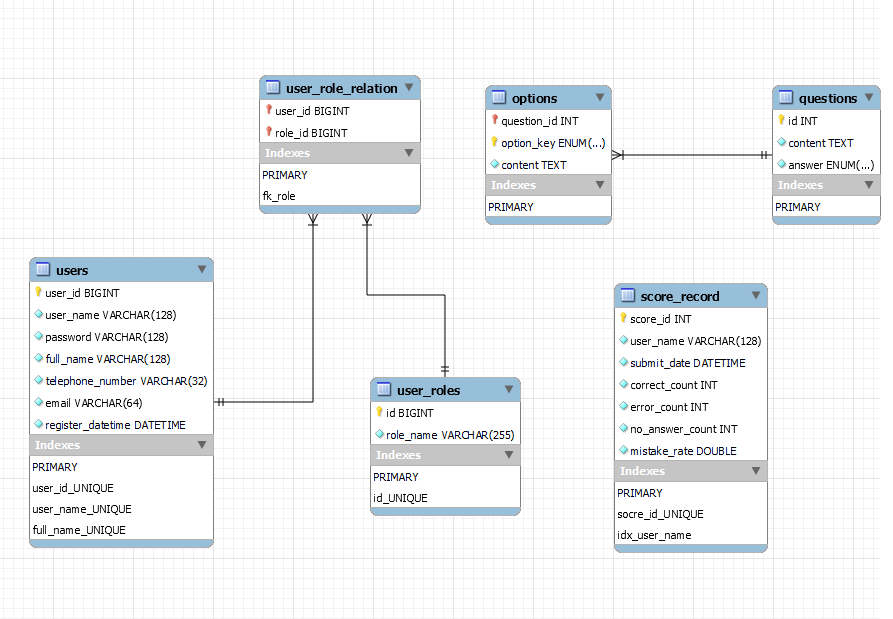 user_role_relation
user_id BIGINT
role_id BIGINT
Indexes
PRIMARY
fk_role
options
question_id INT
option_key ENUM(...)
content TEXT
Indexes
PRIMARY
questions
id INT
content TEXT
answer ENUM(...)
Indexes
PRIMARY
users
user_id BIGINT
user_name VARCHAR(128)
password VARCHAR(128)
full_name VARCHAR(128)
telephone_number VARCHAR(32)
email VARCHAR(64)
register_datetime DATETIME
Indexes
PRIMARY
user_id_UNIQUE
user_name_UNIQUE
full_name_UNIQUE
user_roles
id BIGINT
role_name VARCHAR(255)
Indexes
PRIMARY
id_UNIQUE
score_record
score_id INT
user_name VARCHAR(128)
submit_date DATETIME
correct_count INT
error_count INT
no_answer_count INT
mistake_rate DOUBLE
Indexes
PRIMARY
socre_id_UNIQUE
idx_user_name